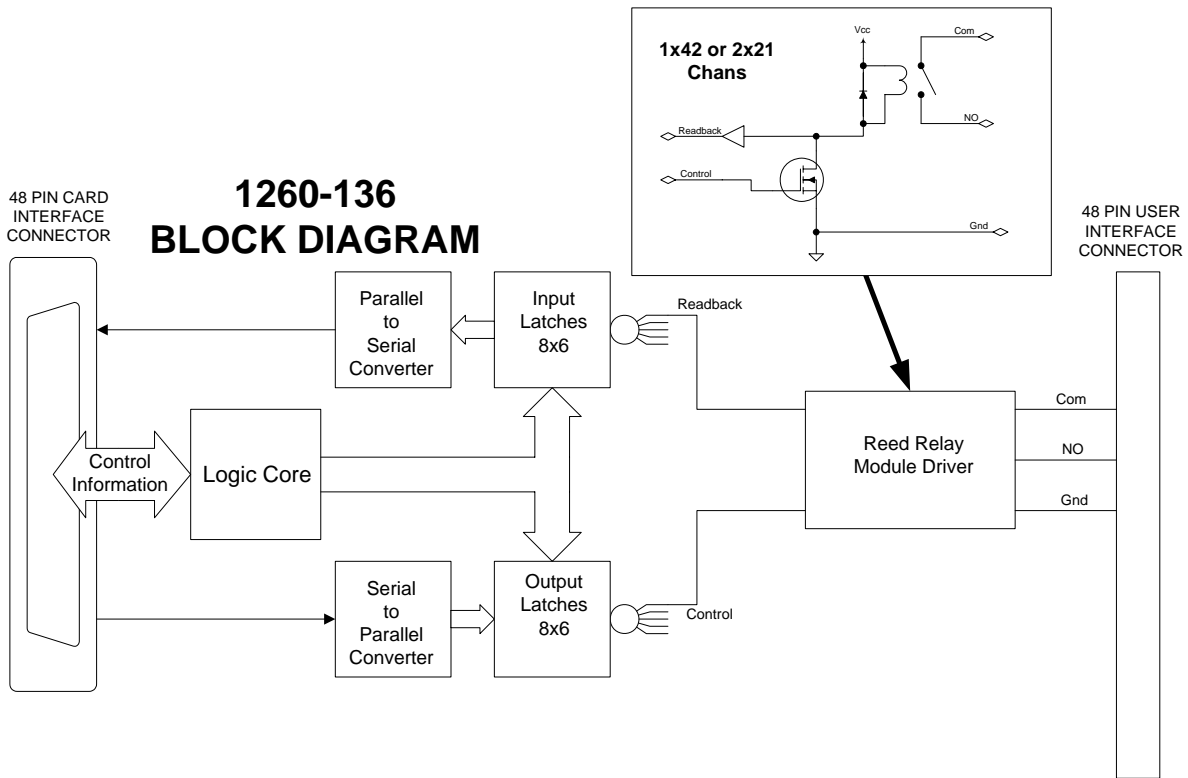 1x42 or 2x21
Chans
Vcc
Com
NO
Readback
Control
Gnd
48 PIN CARD
INTERFACE
CONNECTOR
1260-136
BLOCK DIAGRAM
48 PIN USER
INTERFACE
CONNECTOR
Parallel
to
Serial
Converter
Input
Latches
8x6
Readback
Control
Information
Logic Core
Reed Relay
Module Driver
Com
NO
Gnd
Serial
to
Parallel
Converter
Output
Latches
8x6
Control